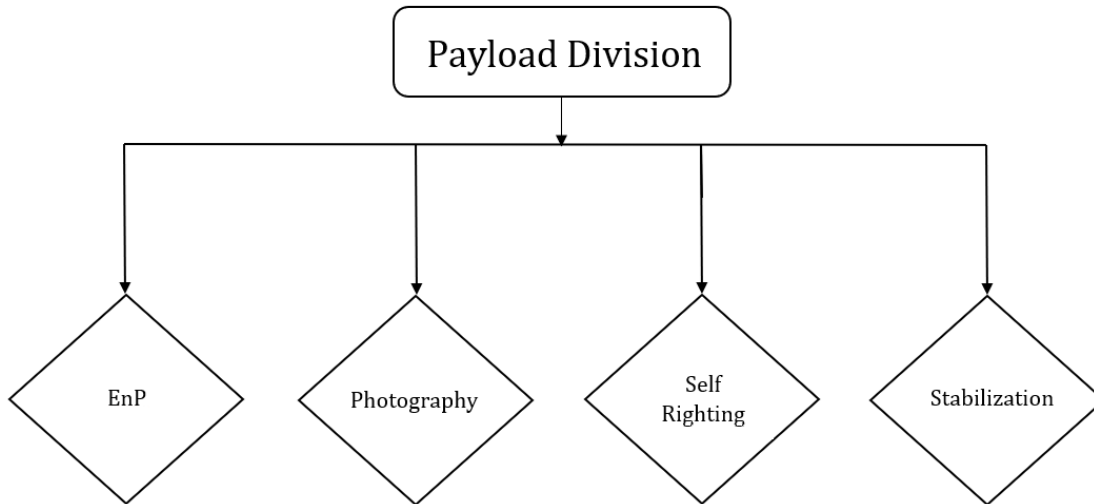 Payload Division
EnP
Photography
Self
Righting
Stabilization